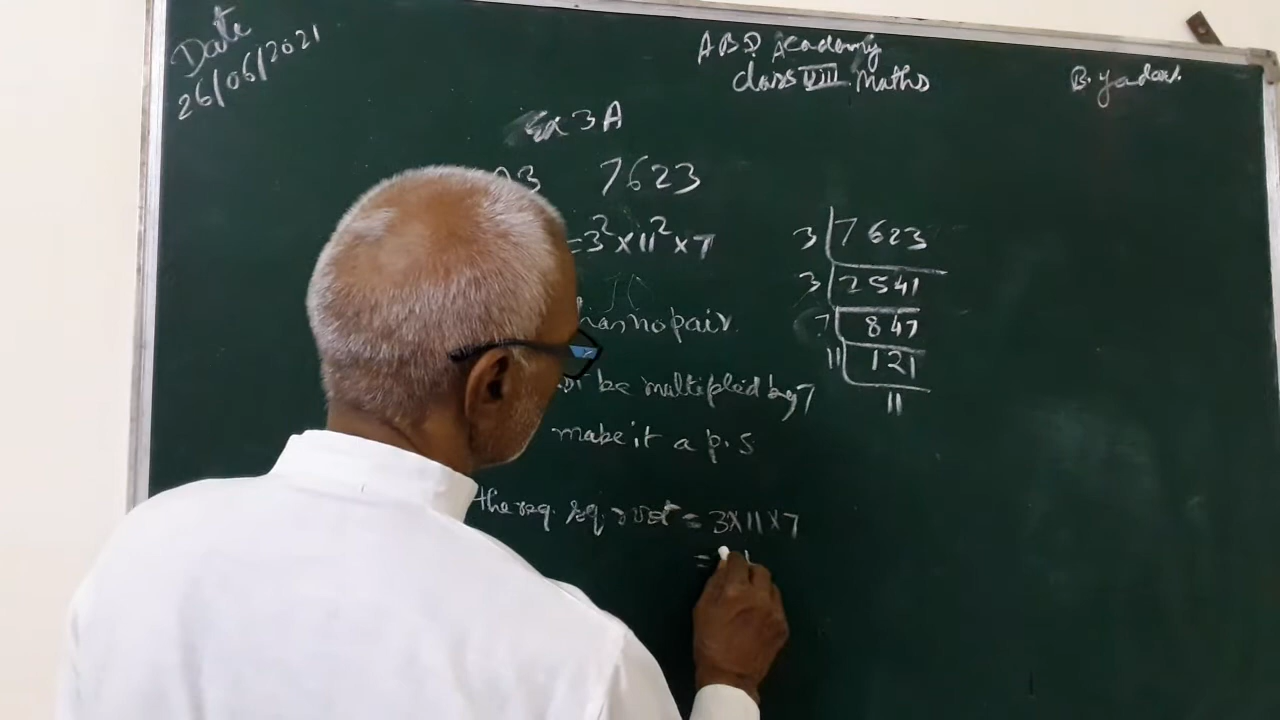 Date
26/06/2021
ABD Academy
Class VIII Maths
B. Yadav.
Ex 3A
7623
=3²×11²×7
has no pair.
be multiplied by 7
make it a p.s
the req. sq. root = 3×11×7
=
3 7623
3 2541
7 847
11 121
11